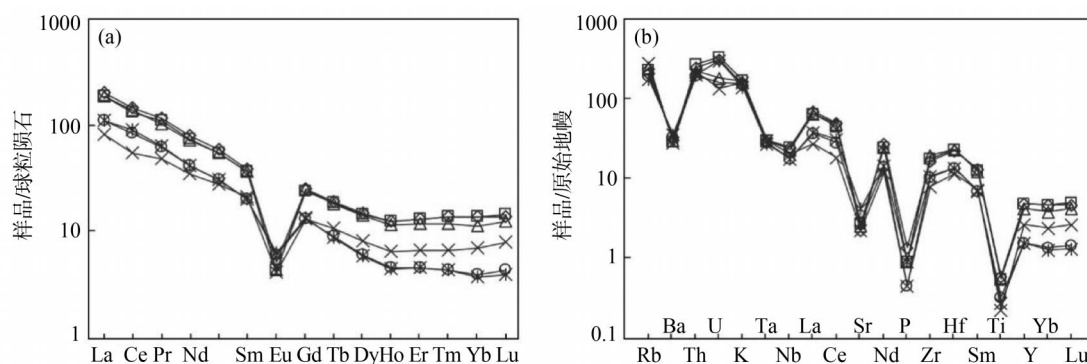 1000
(a)
100
10
1
样品/球粒陨石
La Ce Pr Nd Sm Eu Gd Tb Dy Ho Er Tm Yb Lu
1000
(b)
100
10
1
0.1
样品/原始地幔
Ba U Ta La Sr P Hf Ti Yb
Rb Th K Nb Ce Nd Zr Sm Y Lu